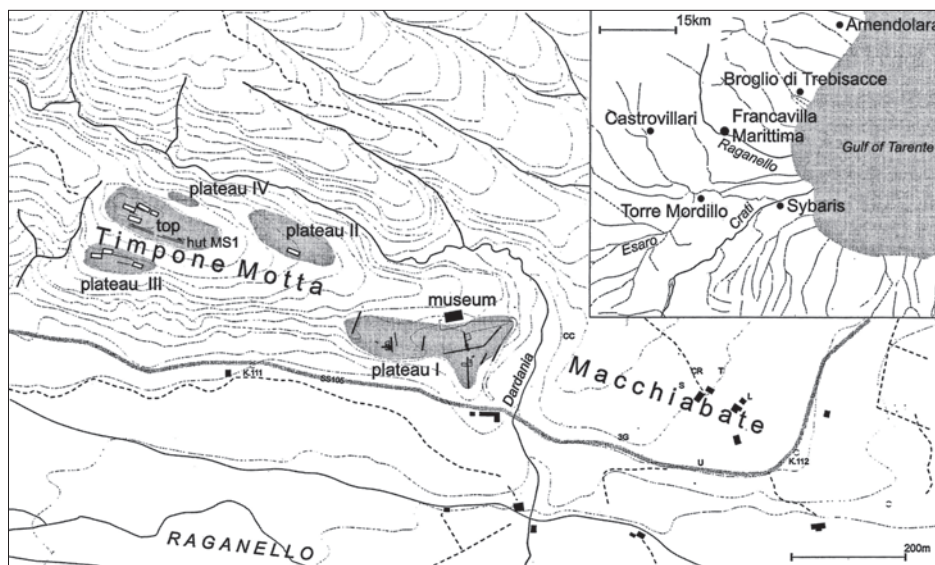 15km
Amendolara
Broglio di Trebisacce
Castrovillari
Francavilla
Marittima
Raganello
Gulf of Tarente
Torre Mordillo
Crati
Sybaris
Esaro
plateau IV
top
hut MS1
plateau II
Timpone Motta
plateau III
museum
plateau I
K.111
SS105
Dardania
CC
Macchiabate
CR
T
S
L
3G
U
K.112
RAGANELLO
200m